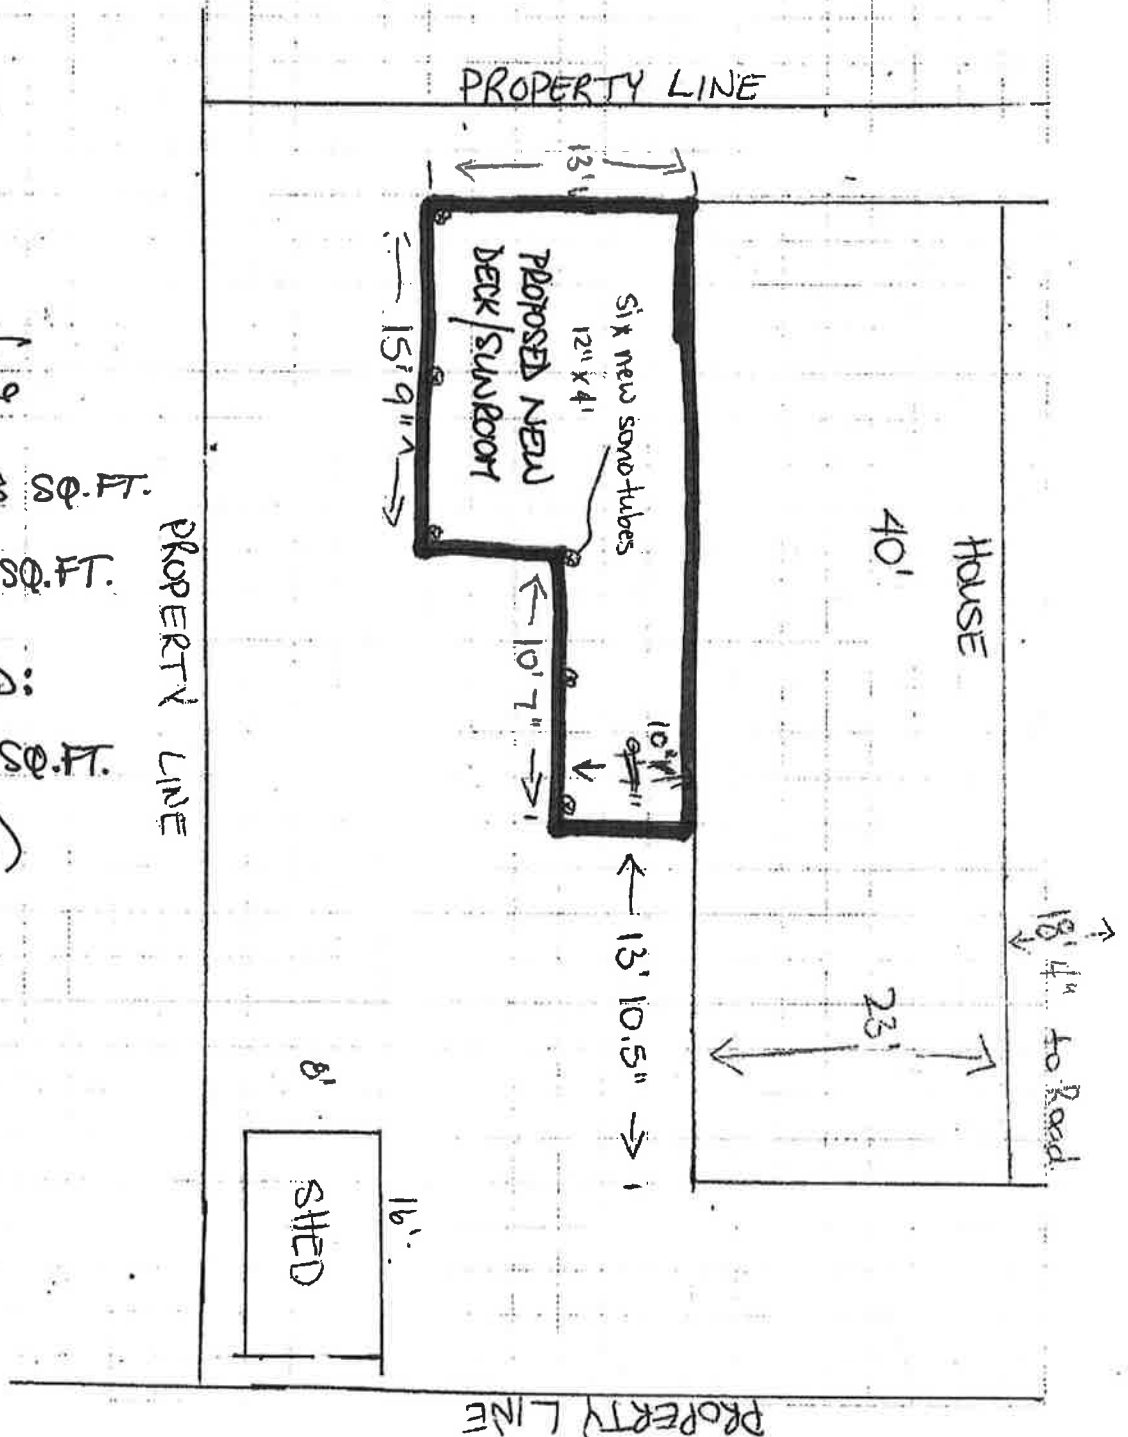 PROPERTY LINE
13'
PROPOSED NEW
DECK/SUNROOM
six new sonotubes
12" x 4'
15' 9"
10' 7"
13' 10.5"
HOUSE
40'
23'
18' 4" to Road
8'
16'
SHED
PROPERTY LINE
PROPERTY LINE
SQ.FT.
SQ.FT.
SQ.FT.